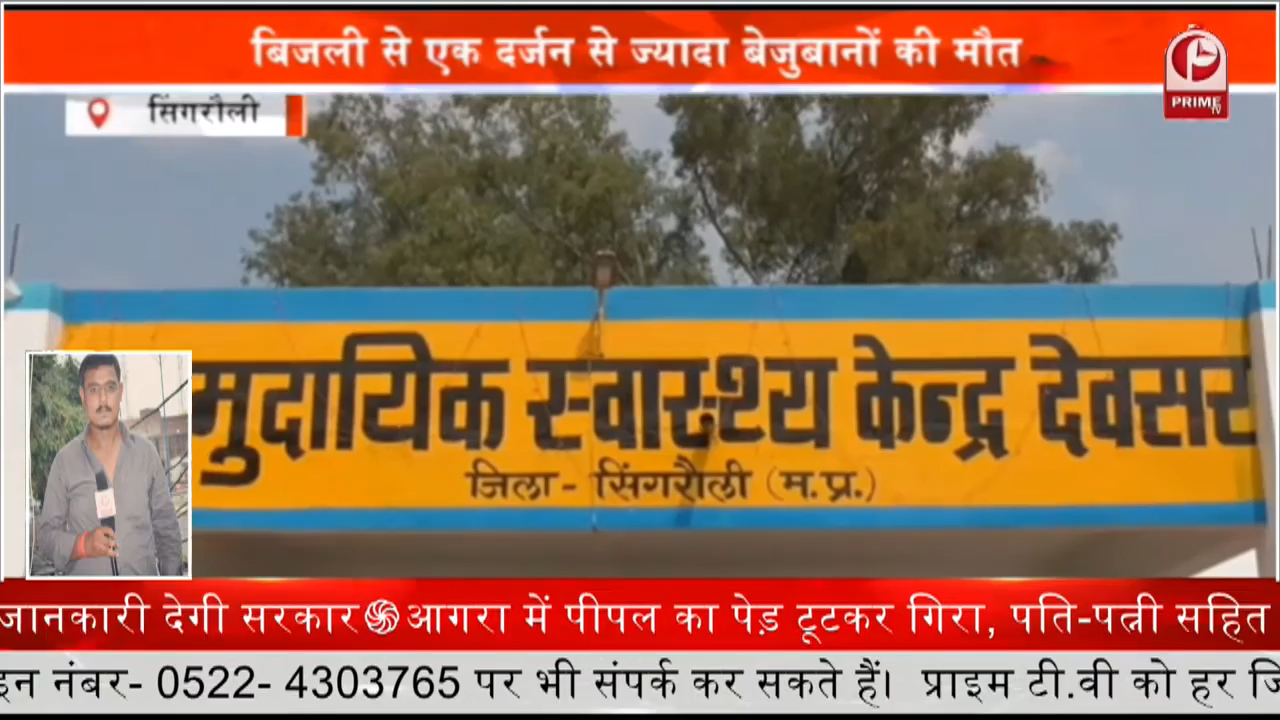 बिजली से एक दर्जन से ज्यादा बेजुबानों की मौत
PRIME TV
सिंगरौली
मुदायिक स्वास्थ्य केन्द्र देवसर
जिला - सिंगरौली (म.प्र.)
जानकारी देगी सरकार आगरा में पीपल का पेड़ टूटकर गिरा, पति-पत्नी सहित
इन नंबर- 0522- 4303765 पर भी संपर्क कर सकते हैं। प्राइम टी.वी को हर जि